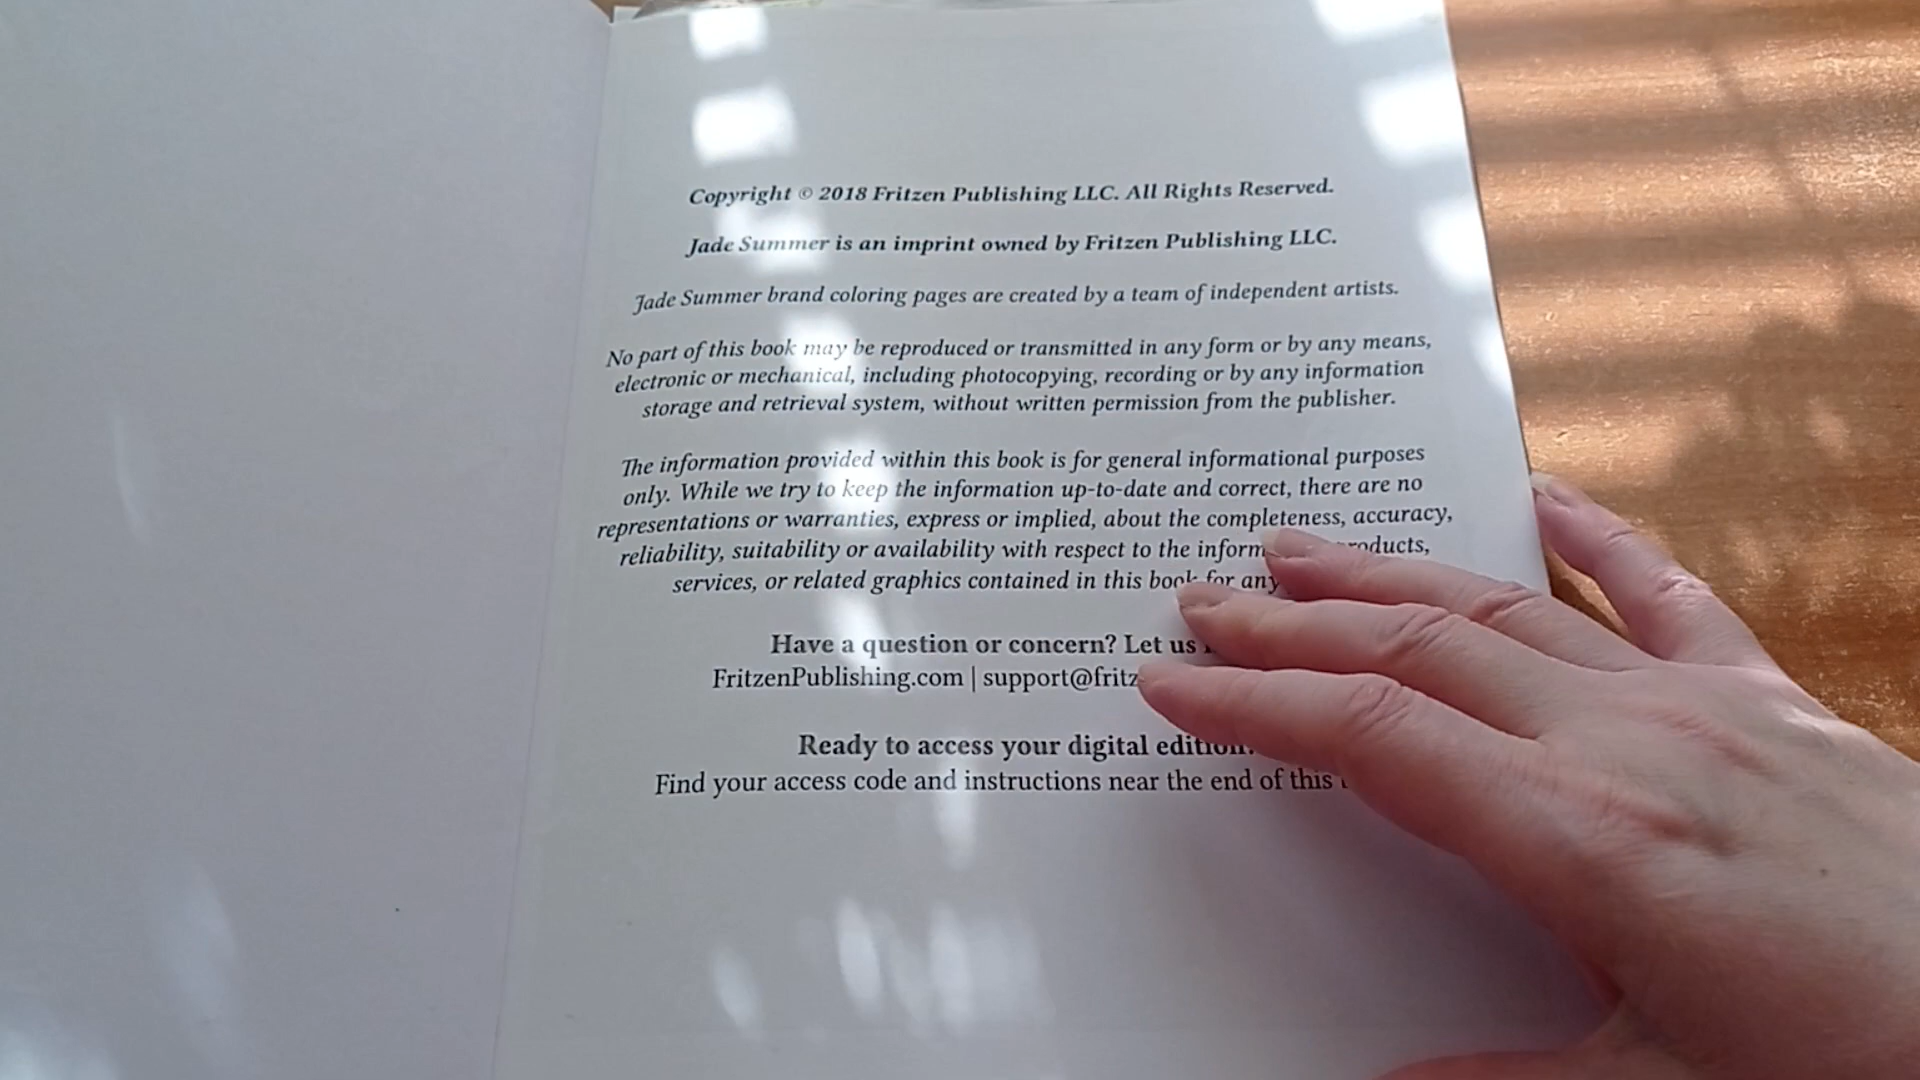 Copyright © 2018 Fritzen Publishing LLC. All Rights Reserved.
Jade Summer is an imprint owned by Fritzen Publishing LLC.
Jade Summer brand coloring pages are created by a team of independent artists.
No part of this book may be reproduced or transmitted in any form or by any means,
electronic or mechanical, including photocopying, recording or by any information
storage and retrieval system, without written permission from the publisher.
The information provided within this book is for general informational purposes
only. While we try to keep the information up-to-date and correct, there are no
representations or warranties, express or implied, about the completeness, accuracy,
reliability, suitability or availability with respect to the
services, or related graphics contained in this book for any
Have a question or concern? Let us
FritzenPublishing.com | support@fritz
Ready to access your digital edition?
Find your access code and instructions near the end of this